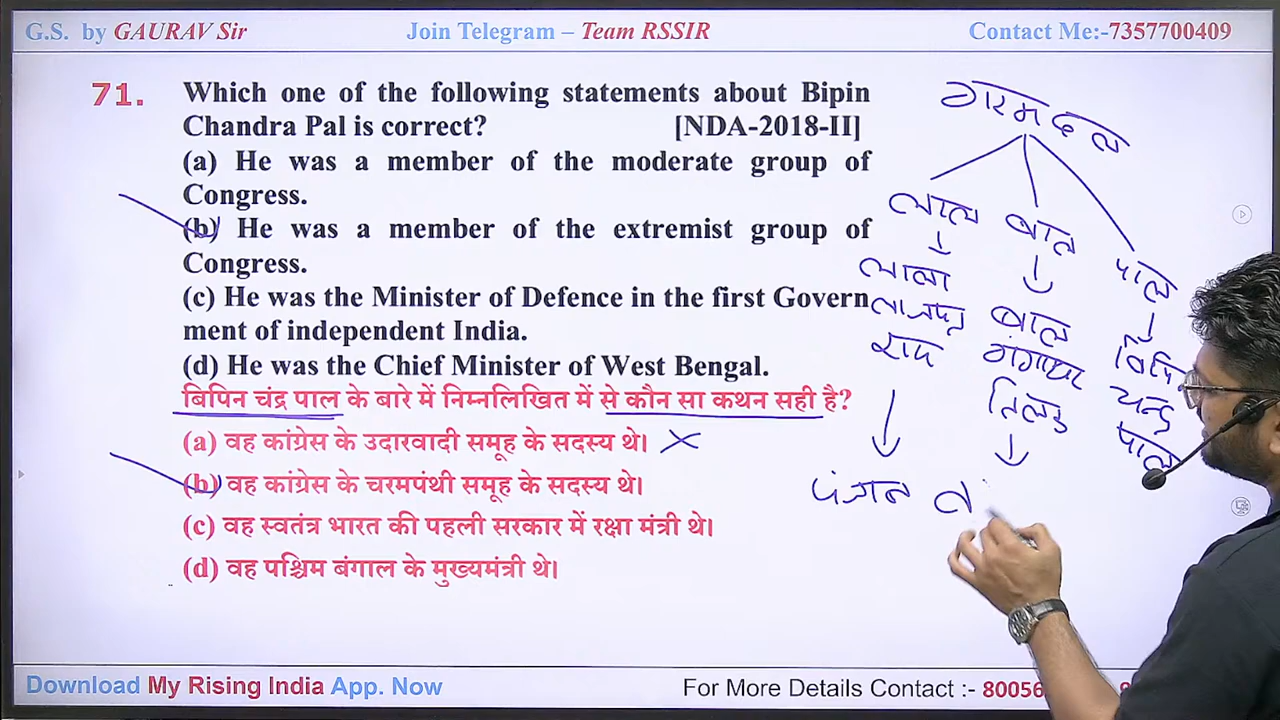 G.S. by GAURAV Sir
Join Telegram – Team RSSIR
Contact Me:-7357700409
71. Which one of the following statements about Bipin
Chandra Pal is correct? [NDA-2018-II]
(a) He was a member of the moderate group of
Congress.
(b) He was a member of the extremist group of
Congress.
(c) He was the Minister of Defence in the first Govern
ment of independent India.
(d) He was the Chief Minister of West Bengal.
बिपिन चंद्र पाल के बारे में निम्नलिखित में से कौन सा कथन सही है?
(a) वह कांग्रेस के उदारवादी समूह के सदस्य थे।
(b) वह कांग्रेस के चरमपंथी समूह के सदस्य थे।
(c) वह स्वतंत्र भारत की पहली सरकार में रक्षा मंत्री थे।
(d) वह पश्चिम बंगाल के मुख्यमंत्री थे।
गरमदल
लाल
लाला
राय
बाल
बाल
गंगाधर
तिलक
पाल
चन्द्र
पाल
Download My Rising India App. Now
For More Details Contact :- 8005